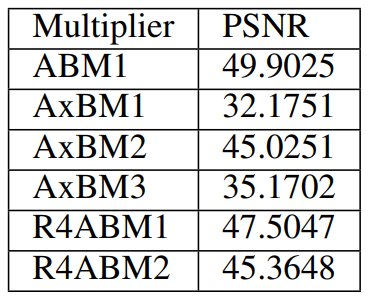 Multiplier PSNR
ABM1 49.9025
AxBM1 32.1751
AxBM2 45.0251
AxBM3 35.1702
R4ABM1 47.5047
R4ABM2 45.3648